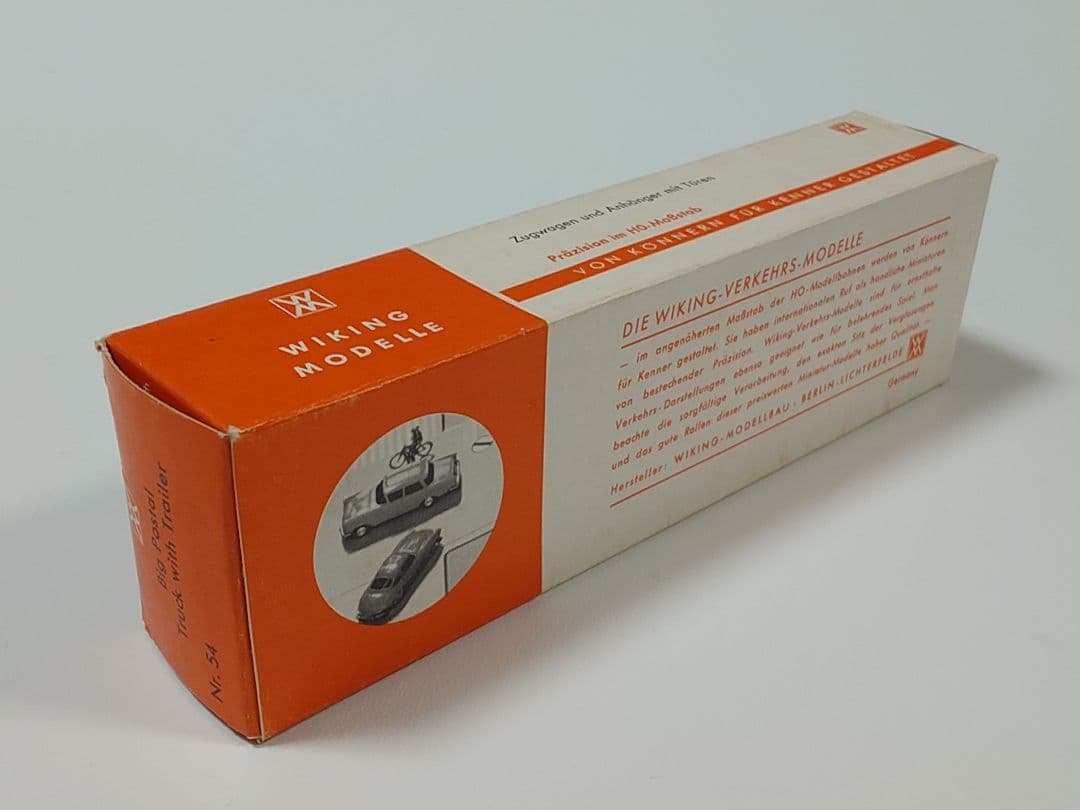 WIKING
MODELLE
Zugwagen und Anhänger mit Türen
Präzision im HO-Maßstab
VON KÖNNERN FÜR KENNER GESTALTET
DIE WIKING-VERKEHRS-MODELLE
— im angenäherten Maßstab der HO-Modellbahnen werden von Könnern
für Kenner gestaltet. Sie haben internationalen Ruf als handliche Miniaturen
von bestechender Präzision. Wiking-Verkehrs-Modelle sind für ernsthafte
Verkehrs-Darstellungen ebenso geeignet wie für belehrendes Spiel. Man
beachte die sorgfältige Verarbeitung, den exakten Sitz der Verglasungen
und das gute Rollen dieser preiswerten Miniatur-Modelle hoher Qualität. —
Hersteller: WIKING-MODELLBAU · BERLIN-LICHTERFELDE
Germany
Big Postal
Truck with Trailer
Nr. 54